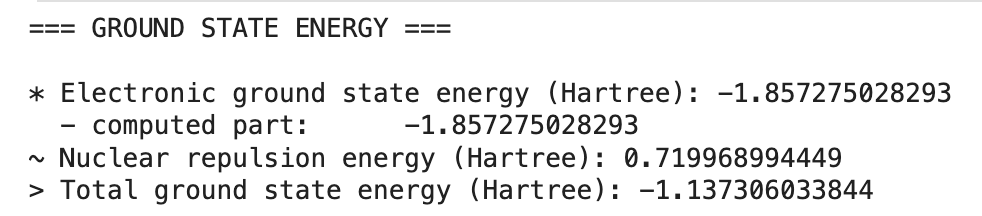 === GROUND STATE ENERGY ===
* Electronic ground state energy (Hartree): -1.857275028293
- computed part: -1.857275028293
~ Nuclear repulsion energy (Hartree): 0.719968994449
> Total ground state energy (Hartree): -1.137306033844